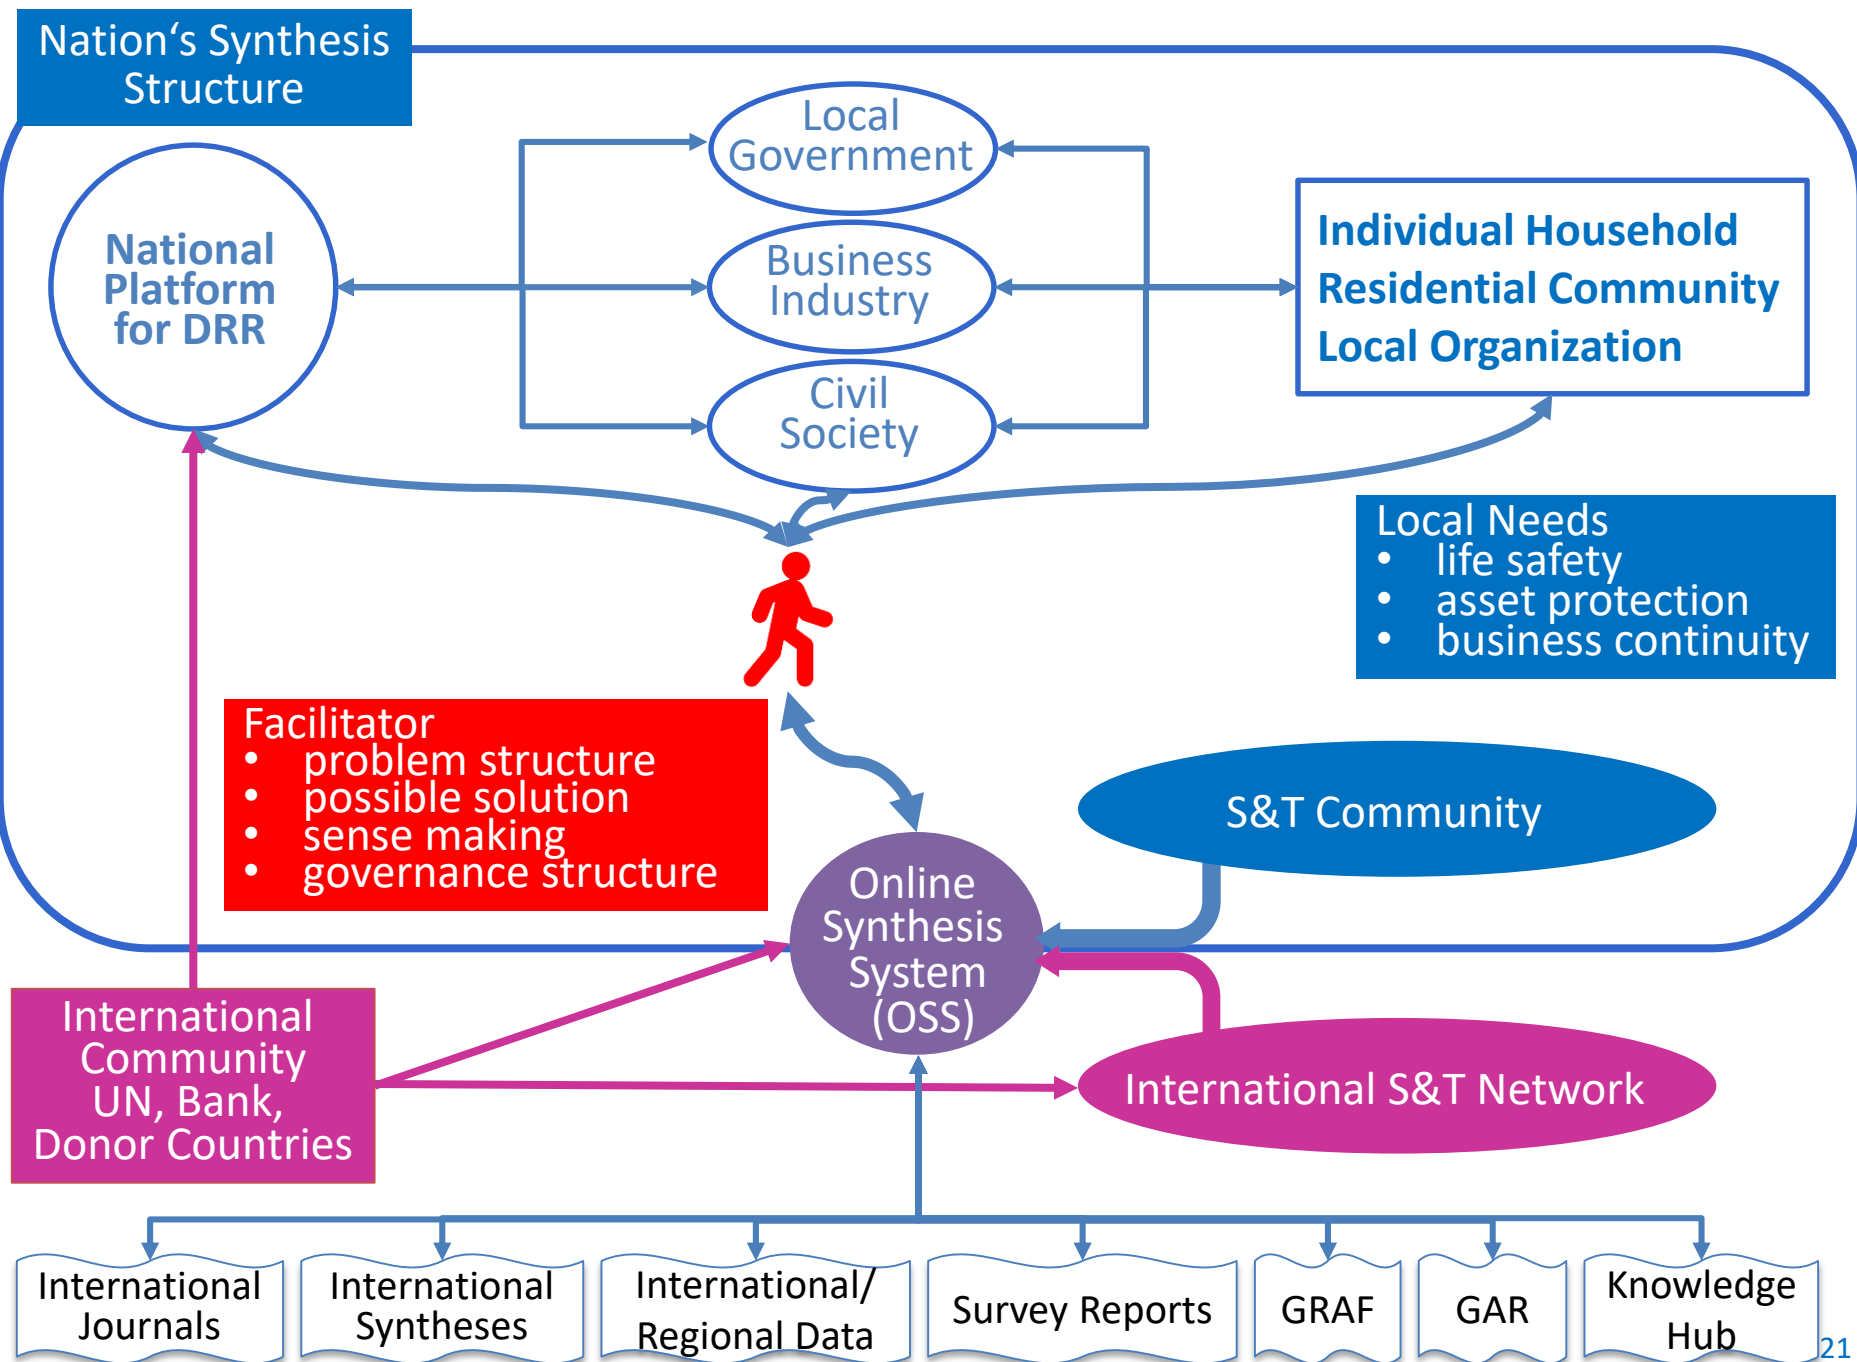 Nation‘s Synthesis
Structure
Local
Government
National
Platform
for DRR
Business
Industry
Individual Household
Residential Community
Local Organization
Civil
Society
Local Needs
• life safety
• asset protection
• business continuity
Facilitator
• problem structure
• possible solution
• sense making
• governance structure
S&T Community
Online
Synthesis
System
(OSS)
International
Community
UN, Bank,
Donor Countries
International S&T Network
International
Journals
International
Syntheses
International/
Regional Data
Survey Reports
GRAF
GAR
Knowledge
Hub
21